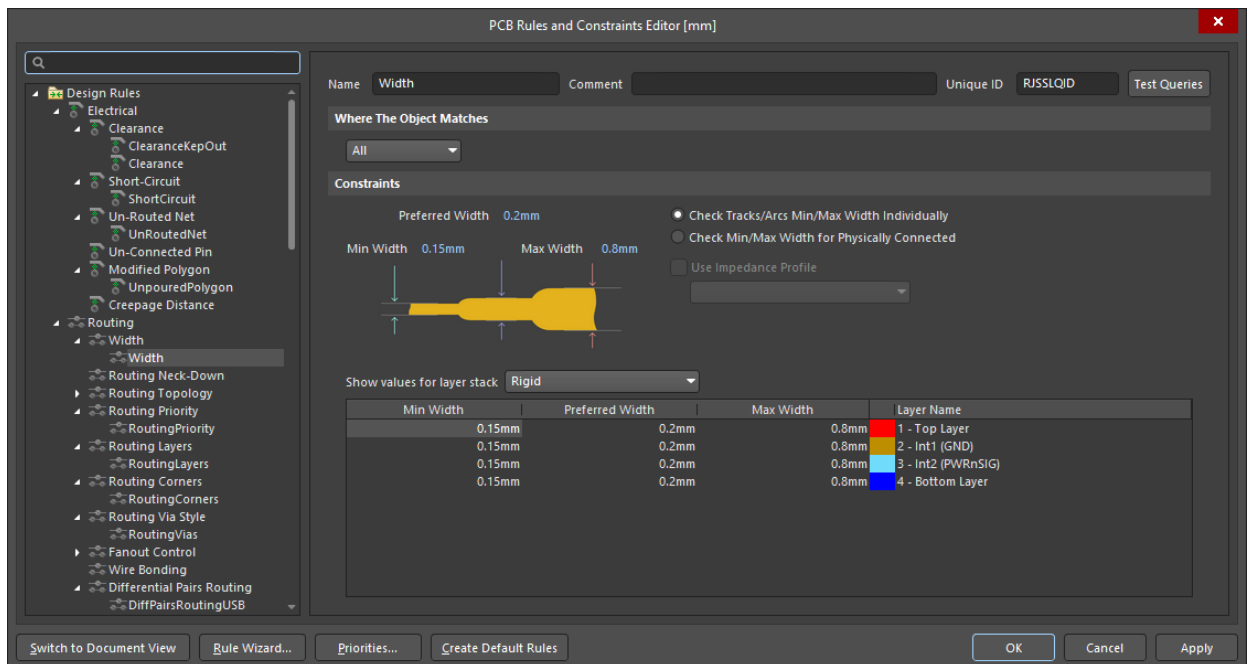 PCB Rules and Constraints Editor [mm]
Design Rules
Electrical
Clearance
ClearanceKepOut
Clearance
Short-Circuit
ShortCircuit
Un-Routed Net
UnRoutedNet
Un-Connected Pin
Modified Polygon
UnpouredPolygon
Creepage Distance
Routing
Width
Width
Routing Neck-Down
Routing Topology
Routing Priority
RoutingPriority
Routing Layers
RoutingLayers
Routing Corners
RoutingCorners
Routing Via Style
RoutingVias
Fanout Control
Wire Bonding
Differential Pairs Routing
DiffPairsRoutingUSB
Name Width Comment Unique ID RJSSLQID Test Queries
Where The Object Matches
All
Constraints
Preferred Width 0.2mm
Min Width 0.15mm Max Width 0.8mm
Check Tracks/Arcs Min/Max Width Individually
Check Min/Max Width for Physically Connected
Use Impedance Profile
Show values for layer stack Rigid
Min Width Preferred Width Max Width Layer Name
0.15mm 0.2mm 0.8mm 1 - Top Layer
0.15mm 0.2mm 0.8mm 2 - Int1 (GND)
0.15mm 0.2mm 0.8mm 3 - Int2 (PWRnSIG)
0.15mm 0.2mm 0.8mm 4 - Bottom Layer
Switch to Document View Rule Wizard... Priorities... Create Default Rules OK Cancel Apply